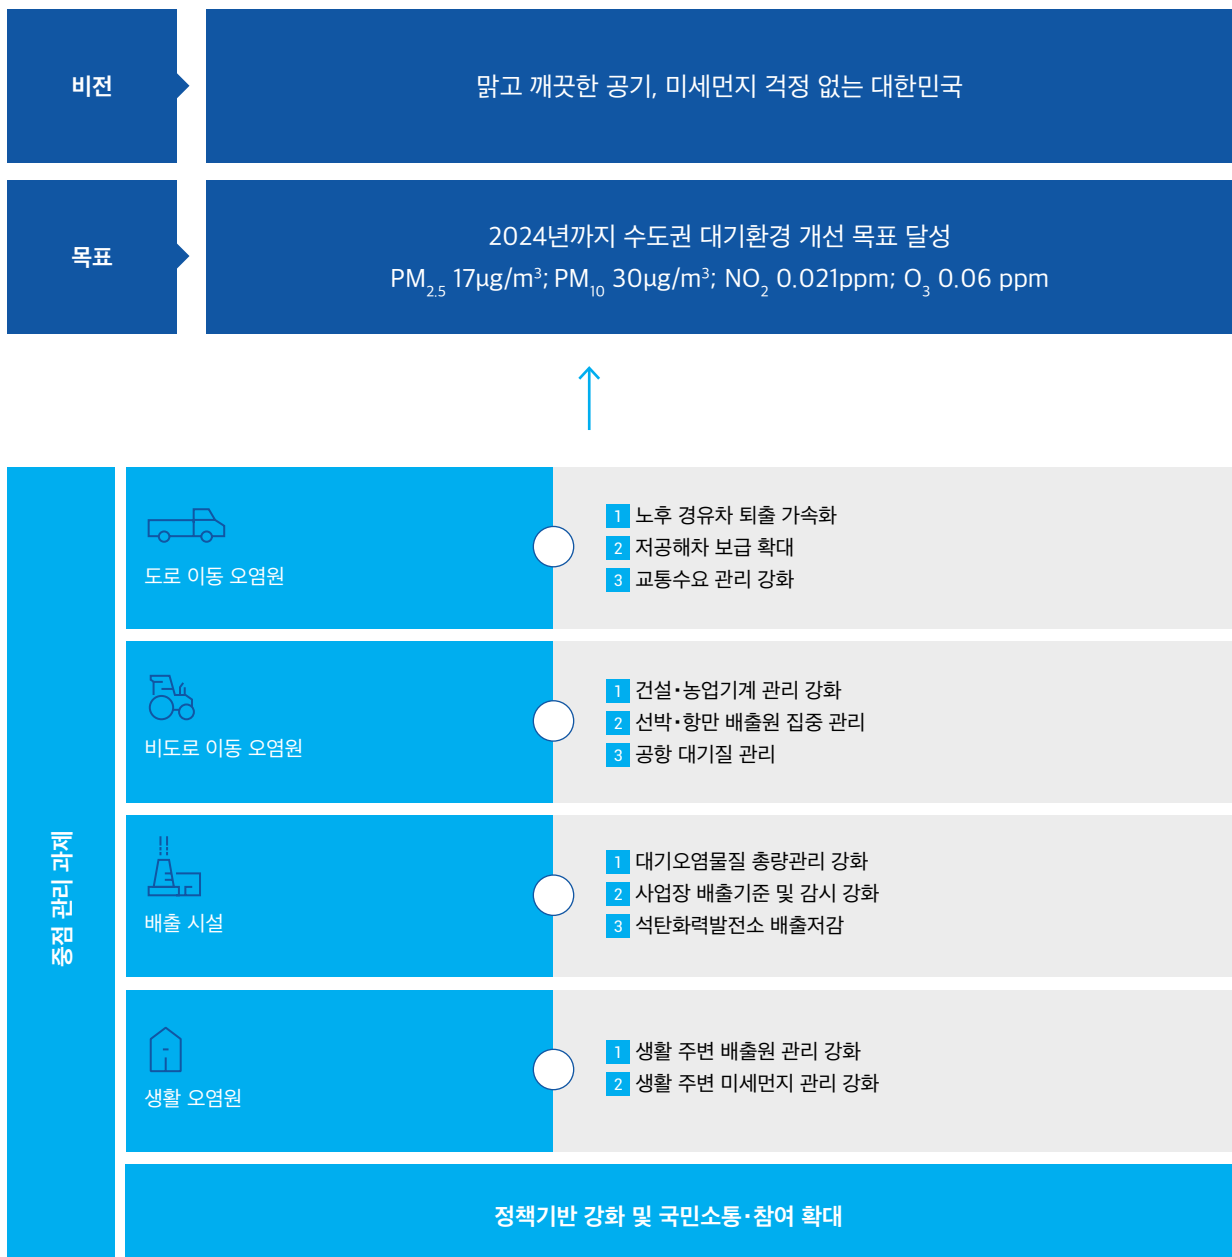 비전
맑고 깨끗한 공기, 미세먼지 걱정 없는 대한민국
목표
2024년까지 수도권 대기환경 개선 목표 달성
PM2.5 17µg/m³; PM10 30µg/m³; NO2 0.021ppm; O3 0.06 ppm
중점 관리 과제
도로 이동 오염원
1 노후 경유차 퇴출 가속화
2 저공해차 보급 확대
3 교통수요 관리 강화
비도로 이동 오염원
1 건설·농업기계 관리 강화
2 선박·항만 배출원 집중 관리
3 공항 대기질 관리
배출 시설
1 대기오염물질 총량관리 강화
2 사업장 배출기준 및 감시 강화
3 석탄화력발전소 배출저감
생활 오염원
1 생활 주변 배출원 관리 강화
2 생활 주변 미세먼지 관리 강화
정책기반 강화 및 국민소통·참여 확대